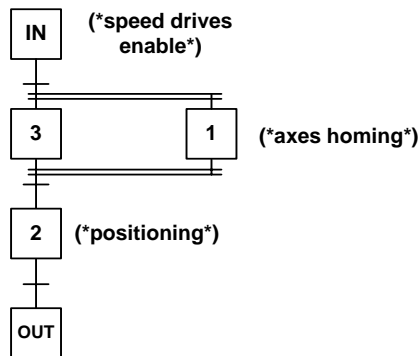 IN
(*speed drives
enable*)
3
1
(*axes homing*)
2
(*positioning*)
OUT